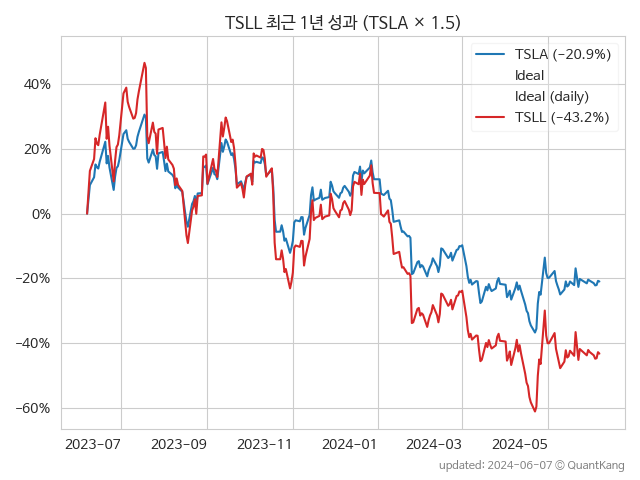 TSLL 최근 1년 성과 (TSLA × 1.5)
TSLA (−20.9%)
Ideal
Ideal (daily)
TSLL (−43.2%)
40%
20%
0%
−20%
−40%
−60%
2023−07
2023−09
2023−11
2024−01
2024−03
2024−05
updated: 2024−06−07 © QuantKang